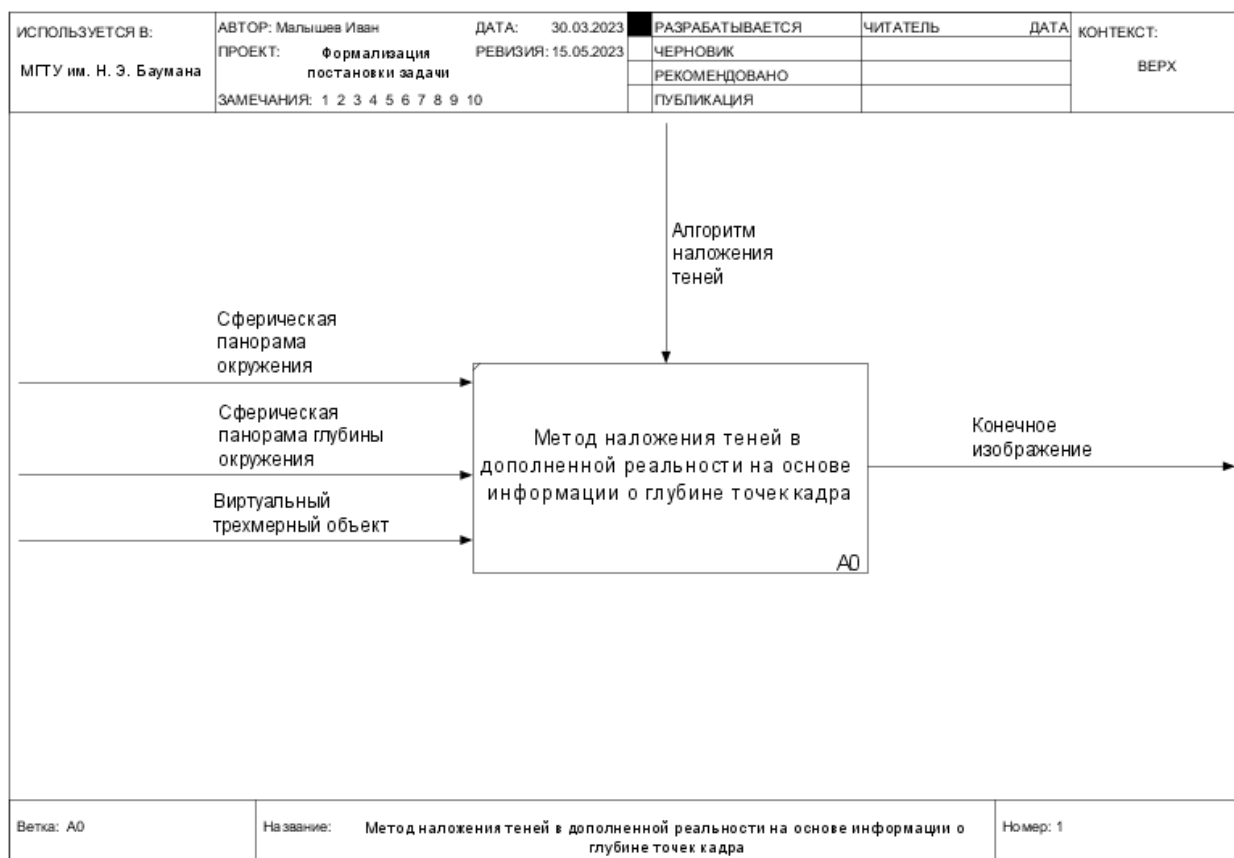 ИСПОЛЬЗУЕТСЯ В:
МГТУ им. Н. Э. Баумана
АВТОР: Малышев Иван
ДАТА: 30.03.2023
ПРОЕКТ: Формализация
постановки задачи
РЕВИЗИЯ: 15.05.2023
ЗАМЕЧАНИЯ: 1 2 3 4 5 6 7 8 9 10
РАЗРАБАТЫВАЕТСЯ
ЧЕРНОВИК
РЕКОМЕНДОВАНО
ПУБЛИКАЦИЯ
ЧИТАТЕЛЬ ДАТА
КОНТЕКСТ:
ВЕРХ
Алгоритм
наложения
теней
Сферическая
панорама
окружения
Сферическая
панорама глубины
окружения
Виртуальный
трехмерный объект
Метод наложения теней в
дополненной реальности на основе
информации о глубине точек кадра
A0
Конечное
изображение
Ветка: A0
Название: Метод наложения теней в дополненной реальности на основе информации о
глубине точек кадра
Номер: 1